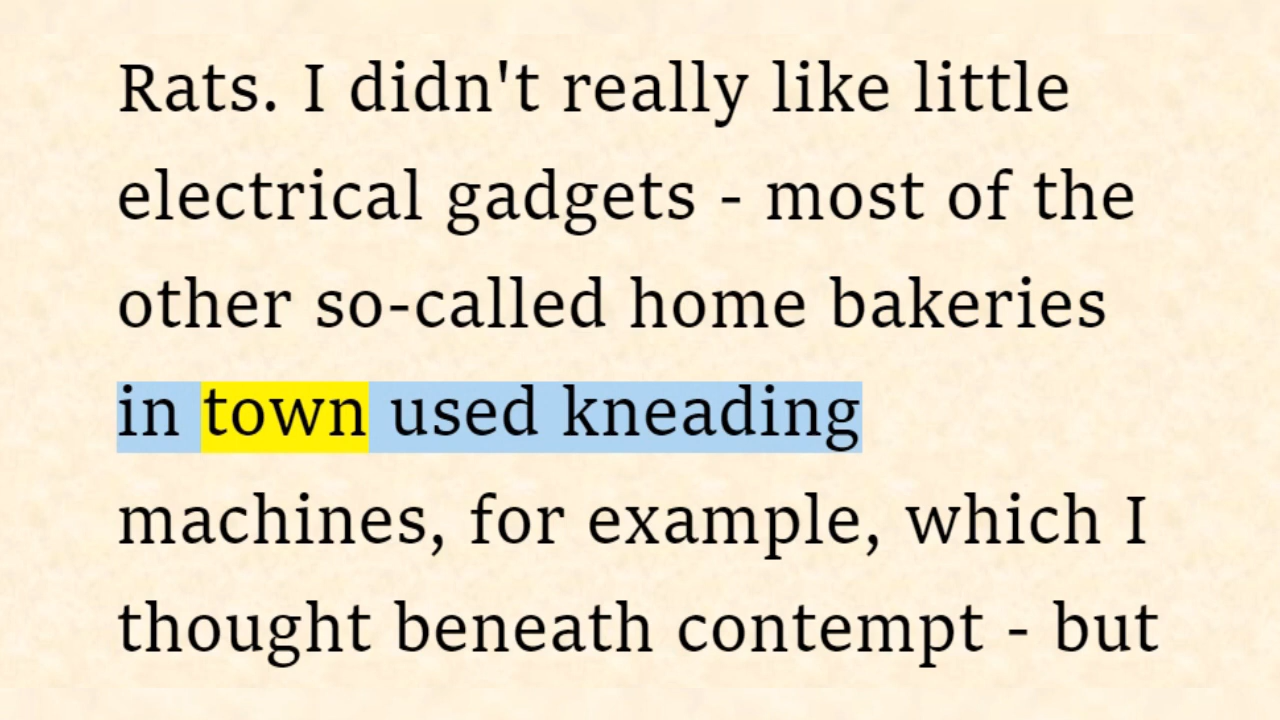 Rats. I didn't really like little
electrical gadgets - most of the
other so-called home bakeries
in town used kneading
machines, for example, which I
thought beneath contempt - but